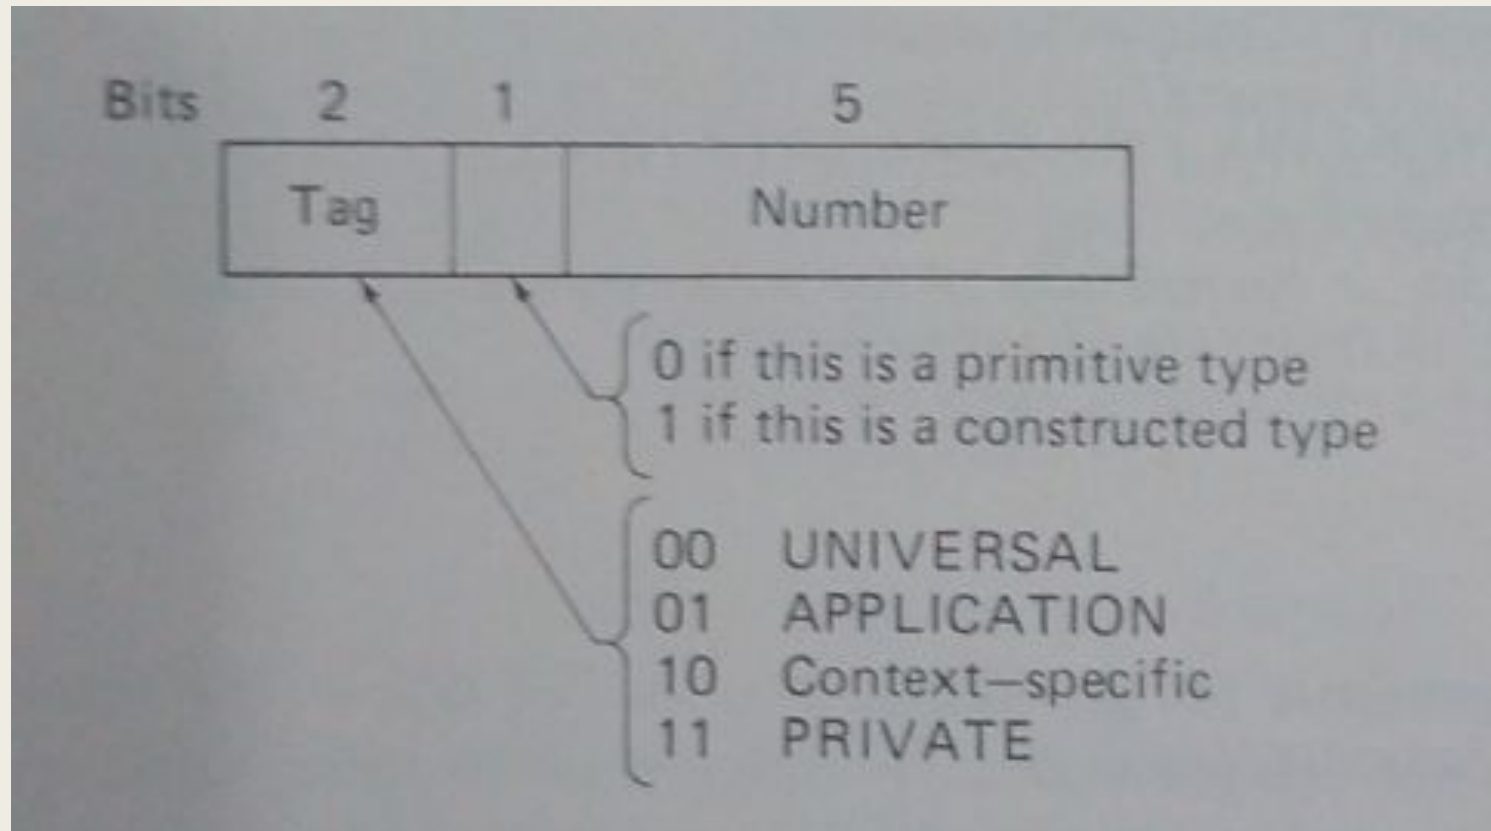 Bits 2 1 5
Tag Number
0 if this is a primitive type
1 if this is a constructed type
00 UNIVERSAL
01 APPLICATION
10 Context—specific
11 PRIVATE